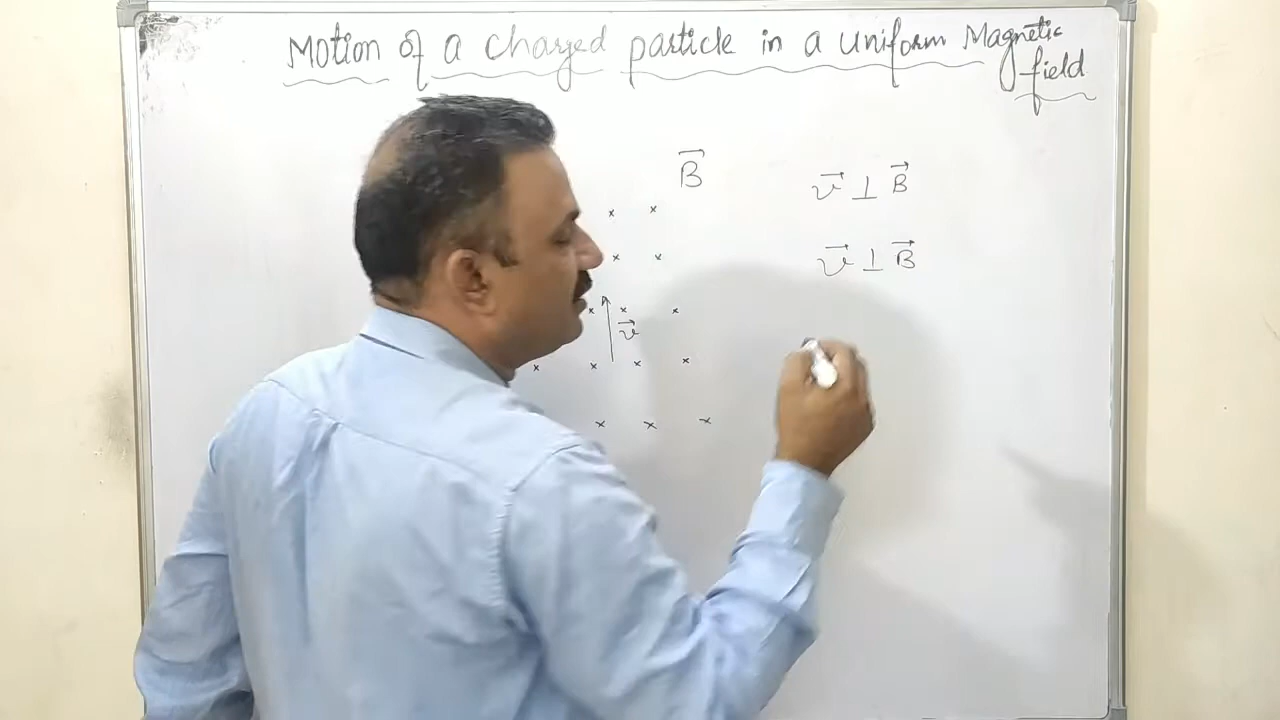 Motion of a charged particle in a uniform Magnetic
field
B⃗
v⃗ ⊥ B⃗
v⃗ ⊥ B⃗
× ×
× ×
× × ×
v⃗
× × × ×
× × ×